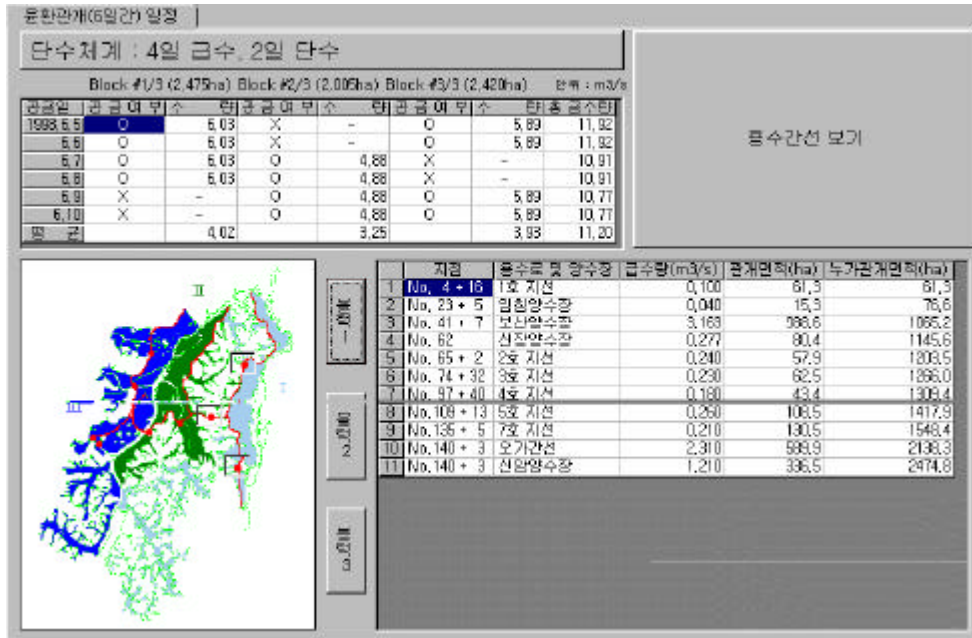 윤환관개(6일간) 일정
단수체계 : 4일 급수, 2일 단수
Block #1/3 (2,475ha) Block #2/3 (2,005ha) Block #3/3 (2,420ha) 단위 : m3/s
공급일 공급여부 소 량 공급여부 소 량 공급여부 소 량 총급수량
1998.6.5 O 6.03 X - O 5.89 11.92
6.6 O 6.03 X - O 5.89 11.92
6.7 O 6.03 O 4.88 X - 10.91
6.8 O 6.03 O 4.88 X - 10.91
6.9 X - O 4.88 O 5.89 10.77
6.10 X - O 4.88 O 5.89 10.77
평 균 4.02 3.25 3.93 11.20
용수간선 보기
II
I
III
지점 용수로 및 양수장 급수량(m3/s) 관개면적(ha) 누가관개면적(ha)
1 No. 4 + 16 1호 지선 0.100 61.3 61.3
2 No. 23 + 5 양수장 0.040 15.3 76.6
3 No. 41 + 7 양수장 3.163 988.6 1065.2
4 No. 62 양수장 0.277 80.4 1145.6
5 No. 65 + 2 2호 지선 0.240 57.9 1203.5
6 No. 74 + 32 3호 지선 0.230 62.5 1266.0
7 No. 97 + 40 4호 지선 0.180 43.4 1309.4
8 No.109 + 13 5호 지선 0.260 108.5 1417.9
9 No.135 + 5 7호 지선 0.210 130.5 1548.4
10 No.140 + 3 오가간선 2.310 589.9 2138.3
11 No.140 + 3 신암양수장 1.210 336.5 2474.8